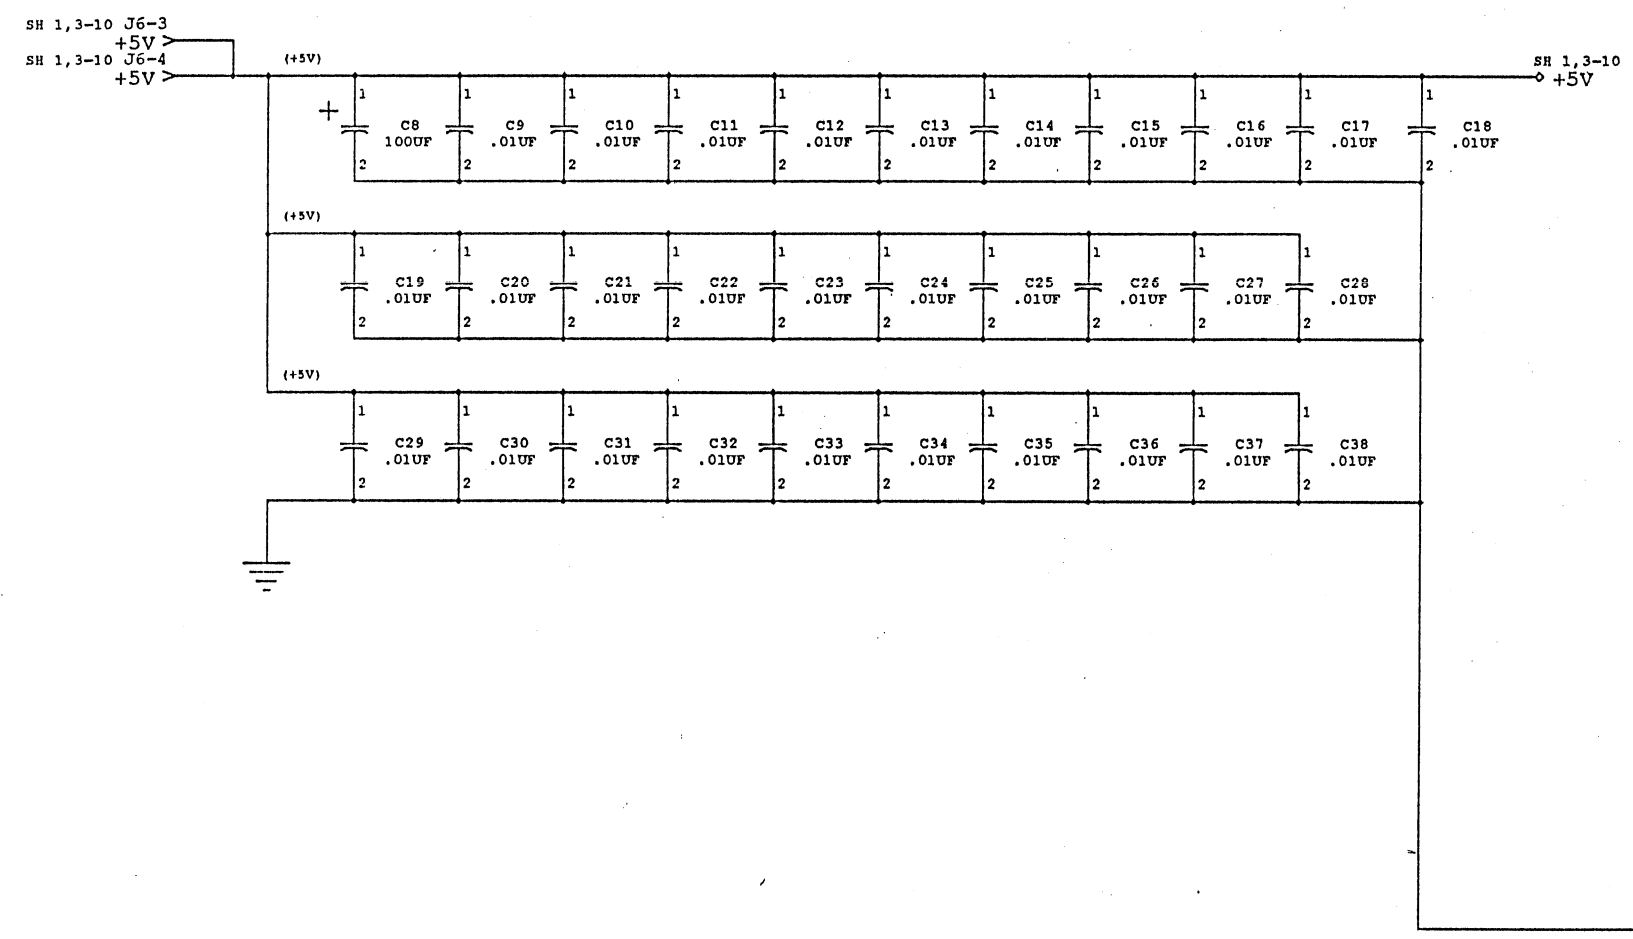 SH 1,3-10 J6-3
+5V
SH 1,3-10 J6-4
+5V
(+5V)
SH 1,3-10
+5V
1 1 1 1 1 1 1 1 1 1 1
+
C8 C9 C10 C11 C12 C13 C14 C15 C16 C17 C18
100UF .01UF .01UF .01UF .01UF .01UF .01UF .01UF .01UF .01UF .01UF
2 2 2 2 2 2 2 2 2 2 2
(+5V)
1 1 1 1 1 1 1 1 1 1
C19 C20 C21 C22 C23 C24 C25 C26 C27 C28
.01UF .01UF .01UF .01UF .01UF .01UF .01UF .01UF .01UF .01UF
2 2 2 2 2 2 2 2 2 2
(+5V)
1 1 1 1 1 1 1 1 1 1
C29 C30 C31 C32 C33 C34 C35 C36 C37 C38
.01UF .01UF .01UF .01UF .01UF .01UF .01UF .01UF .01UF .01UF
2 2 2 2 2 2 2 2 2 2